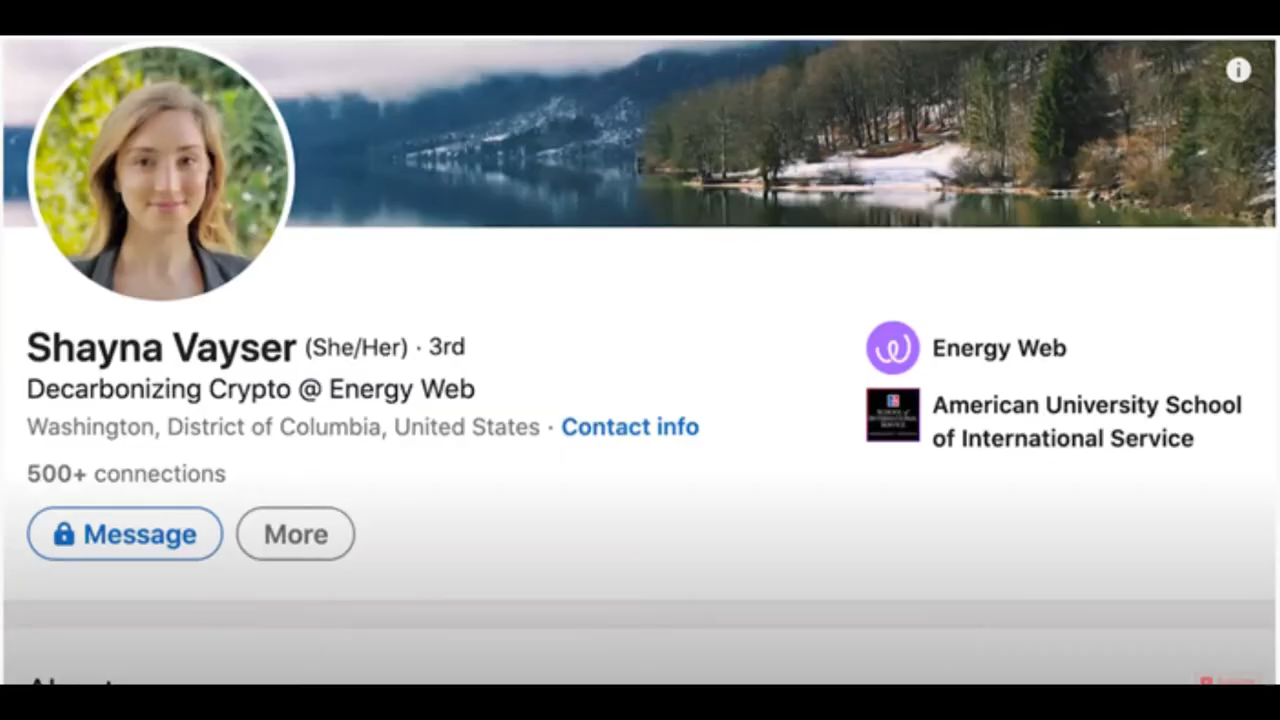 Shayna Vayser (She/Her) · 3rd
Decarbonizing Crypto @ Energy Web
Washington, District of Columbia, United States · Contact info
500+ connections
Message
More
Energy Web
American University School
of International Service